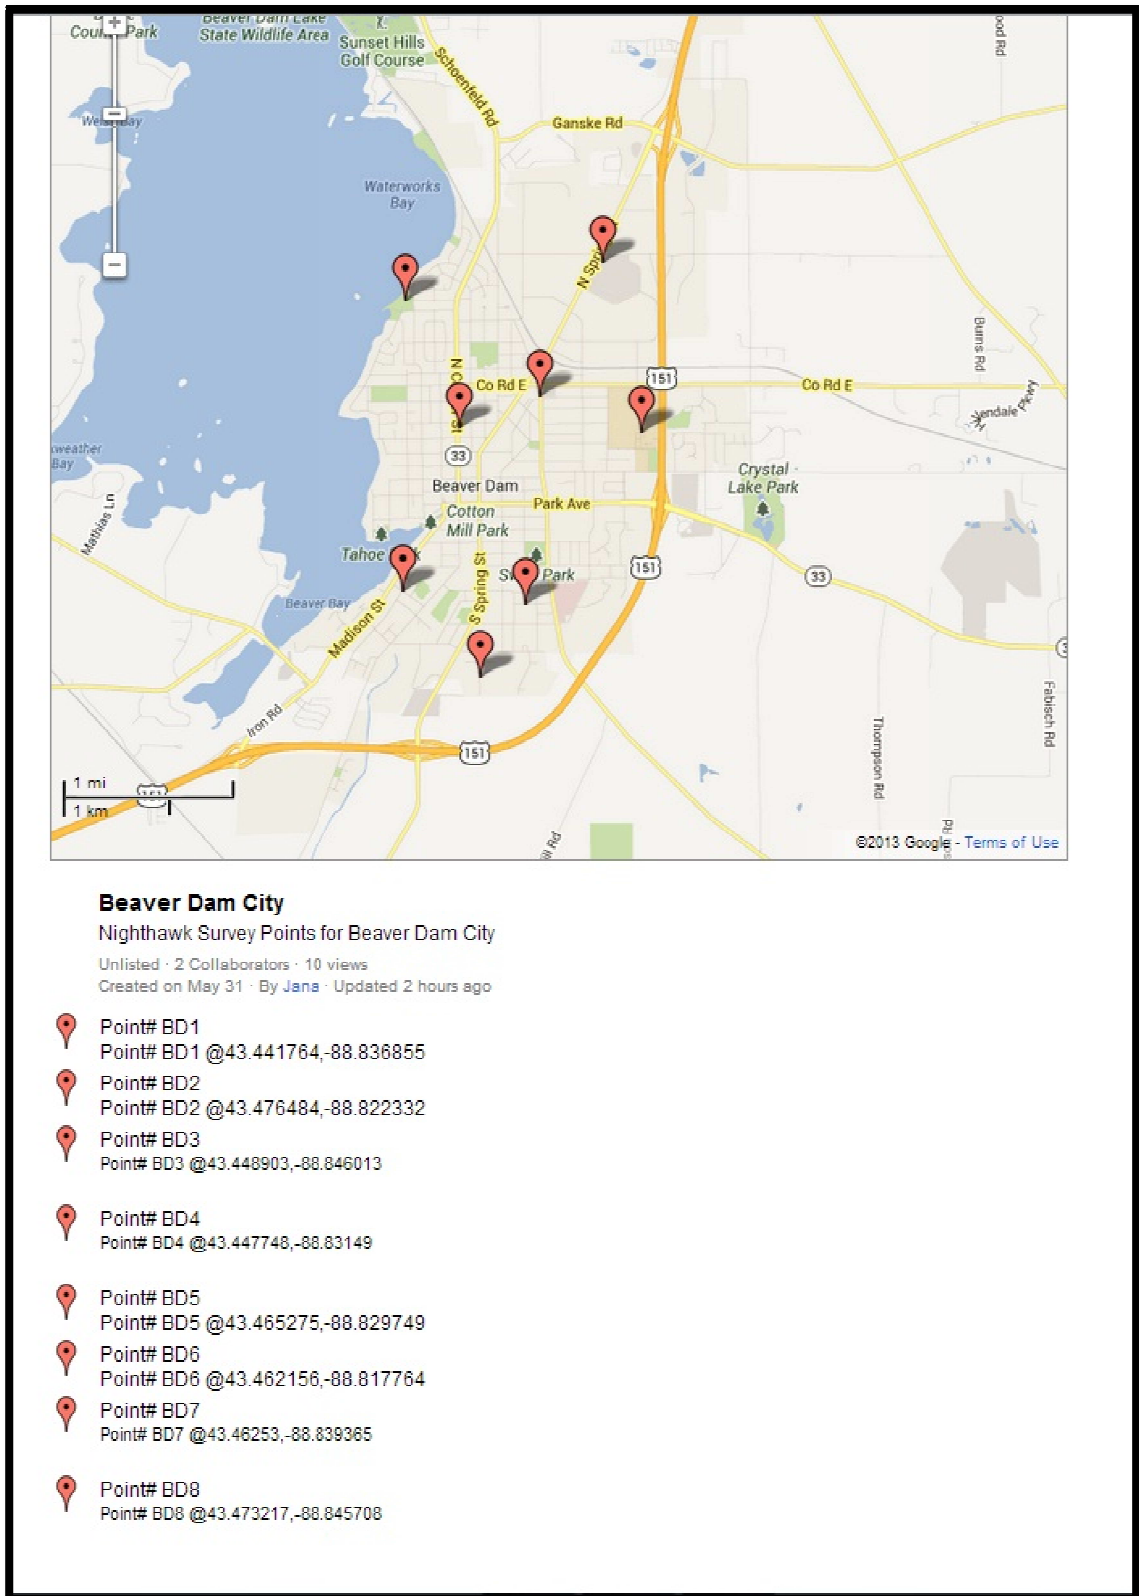 Beaver Dam Lake
State Wildlife Area
Park
Sunset Hills
Golf Course
Schoenfeld Rd
Ganske Rd
Waterworks
Bay
Co Rd E
151
Co Rd E
Burns Rd
Pkwy
33
Beaver Dam
Crystal
Lake Park
Park Ave
Cotton
Mill Park
Mathias Ln
Bay
Tahoe
Park
151
33
Beaver Bay
Madison St
S Spring St
Iron Rd
151
Thompson Rd
Fabisch Rd
1 mi
1 km
©2013 Google - Terms of Use
Beaver Dam City
Nighthawk Survey Points for Beaver Dam City
Unlisted · 2 Collaborators · 10 views
Created on May 31 · By Jana · Updated 2 hours ago
Point# BD1
Point# BD1 @43.441764,-88.836855
Point# BD2
Point# BD2 @43.476484,-88.822332
Point# BD3
Point# BD3 @43.448903,-88.846013
Point# BD4
Point# BD4 @43.447748,-88.83149
Point# BD5
Point# BD5 @43.465275,-88.829749
Point# BD6
Point# BD6 @43.462156,-88.817764
Point# BD7
Point# BD7 @43.46253,-88.839365
Point# BD8
Point# BD8 @43.473217,-88.845708